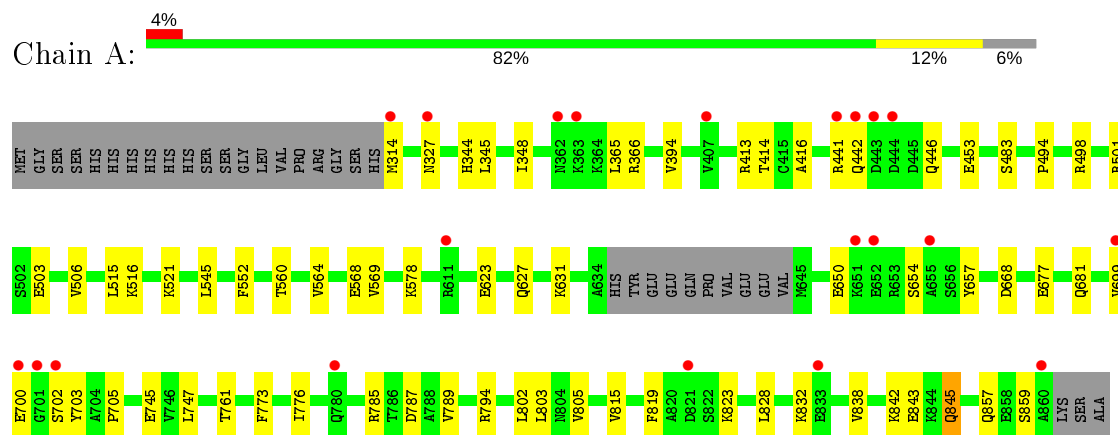 4%
Chain A:
82% 12% 6%
MET GLY SER SER HIS HIS HIS HIS HIS HIS SER SER GLY LEU VAL PRO ARG GLY SER HIS M314 N327 H344 L345 I348 N362 K363 K364 L365 R366 V394 V407 R413 T414 C415 A416 R441 Q442 D443 D444 D445 Q446 E453 S483 P494 R498 R501
S502 E503 V506 L515 K516 K521 L545 F552 T560 V564 E568 V569 K578 R611 E623 Q627 K631 A634 HIS TYR GLU GLU GLN PRO VAL GLU GLU VAL M645 E650 K651 E652 R653 S654 A655 S656 Y657 D668 E677 Q681 V699
E700 G701 S702 Y703 A704 P705 E745 V746 L747 T761 F773 I776 Q780 R785 T786 D787 A788 V789 R794 L802 L803 N804 V805 V815 F819 A820 D821 S822 K823 L828 K832 E833 V838 K842 E843 K844 Q845 Q857 E858 S859 A860 LYS SER ALA